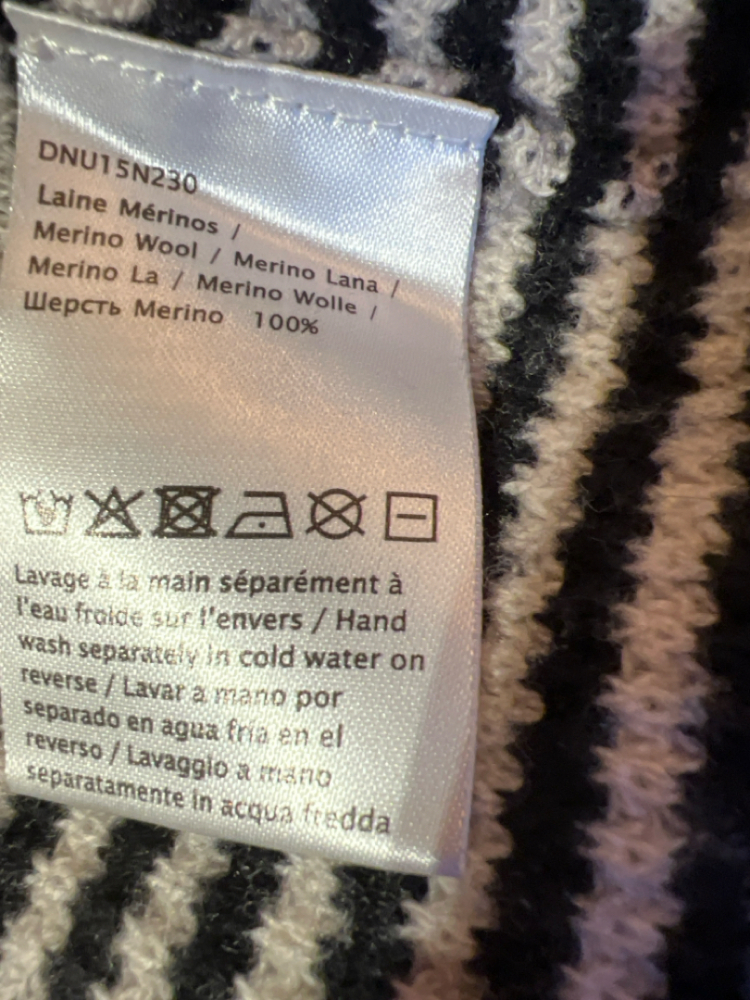 DNU15N230
Laine Mérinos /
Merino Wool / Merino Lana /
Merino La / Merino Wolle /
Шерсть Merino 100%
Lavage à la main séparément à
l'eau froide sur l'envers / Hand
wash separately in cold water on
reverse / Lavar a mano por
separado en agua fría en el
reverso / Lavaggio a mano
separatamente in acqua fredda